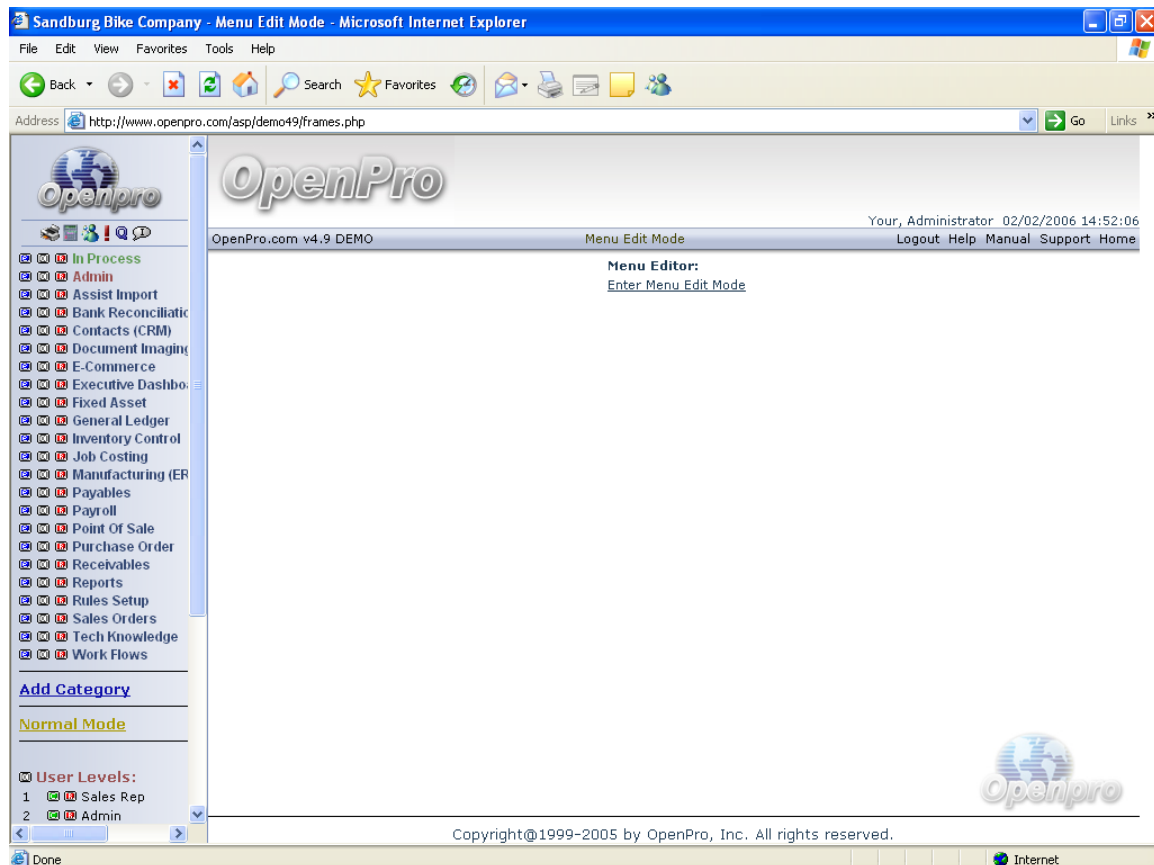 Sandburg Bike Company - Menu Edit Mode - Microsoft Internet Explorer
File Edit View Favorites Tools Help
Back Search Favorites
Address http://www.openpro.com/asp/demo49/frames.php Go Links »
Openpro
OpenPro
Your, Administrator 02/02/2006 14:52:06
OpenPro.com v4.9 DEMO Menu Edit Mode Logout Help Manual Support Home
Menu Editor:
Enter Menu Edit Mode
In Process
Admin
Assist Import
Bank Reconciliatic
Contacts (CRM)
Document Imaging
E-Commerce
Executive Dashbo
Fixed Asset
General Ledger
Inventory Control
Job Costing
Manufacturing (ER
Payables
Payroll
Point Of Sale
Purchase Order
Receivables
Reports
Rules Setup
Sales Orders
Tech Knowledge
Work Flows
Add Category
Normal Mode
User Levels:
1 Sales Rep
2 Admin
Openpro
Copyright@1999-2005 by OpenPro, Inc. All rights reserved.
Done Internet